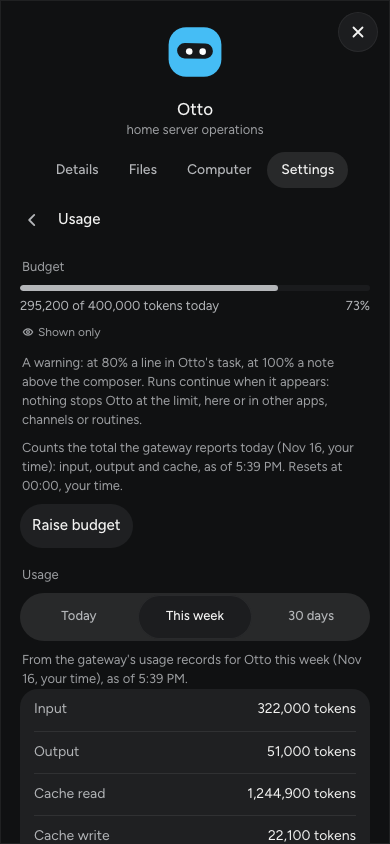 Otto
home server operations
Details
Files
Computer
Settings
Usage
Budget
295,200 of 400,000 tokens today
73%
Shown only
A warning: at 80% a line in Otto's task, at 100% a note
above the composer. Runs continue when it appears:
nothing stops Otto at the limit, here or in other apps,
channels or routines.
Counts the total the gateway reports today (Nov 16, your
time): input, output and cache, as of 5:39 PM. Resets at
00:00, your time.
Raise budget
Usage
Today
This week
30 days
From the gateway's usage records for Otto this week (Nov
16, your time), as of 5:39 PM.
Input
322,000 tokens
Output
51,000 tokens
Cache read
1,244,900 tokens
Cache write
22,100 tokens